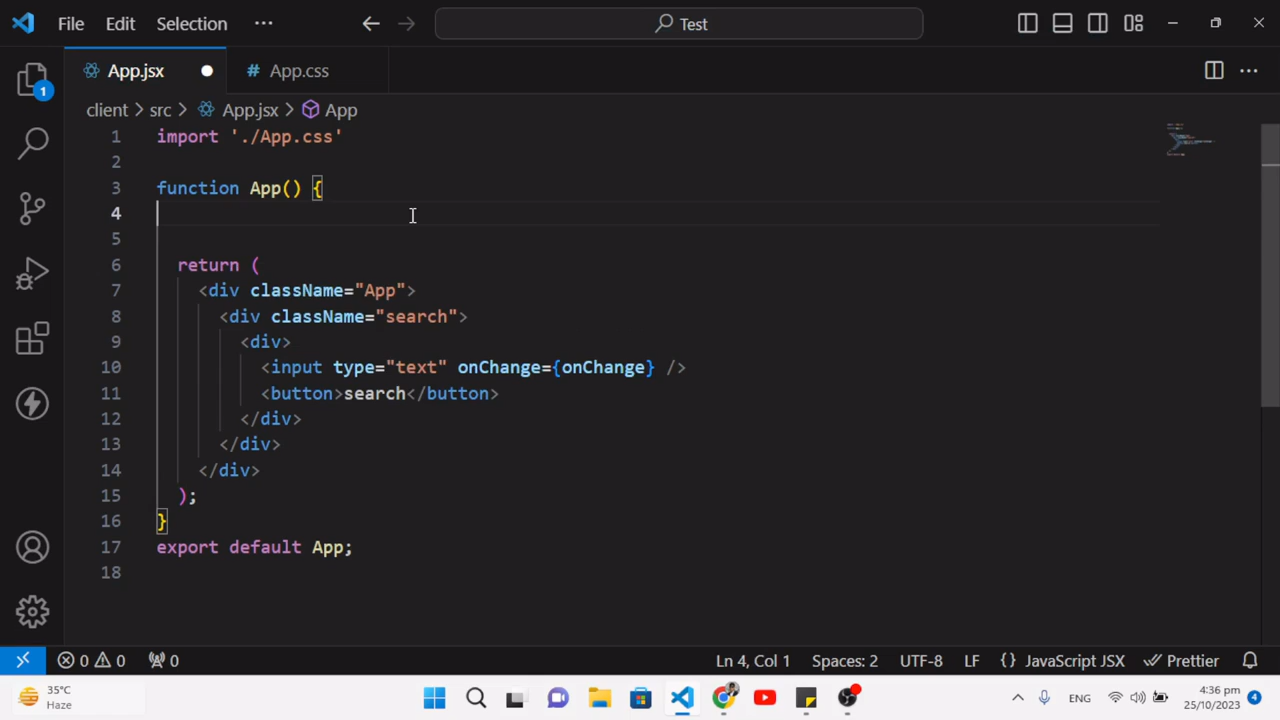 File Edit Selection ··· Test
1
App.jsx App.css
client > src > App.jsx > App
1 import './App.css'
2
3 function App() {
4
5
6 return (
7 <div className="App">
8 <div className="search">
9 <div>
10 <input type="text" onChange={onChange} />
11 <button>search</button>
12 </div>
13 </div>
14 </div>
15 );
16 }
17 export default App;
18
0 0 0 Ln 4, Col 1 Spaces: 2 UTF-8 LF {} JavaScript JSX Prettier
35°C
Haze
ENG
4:36 pm
25/10/2023
4